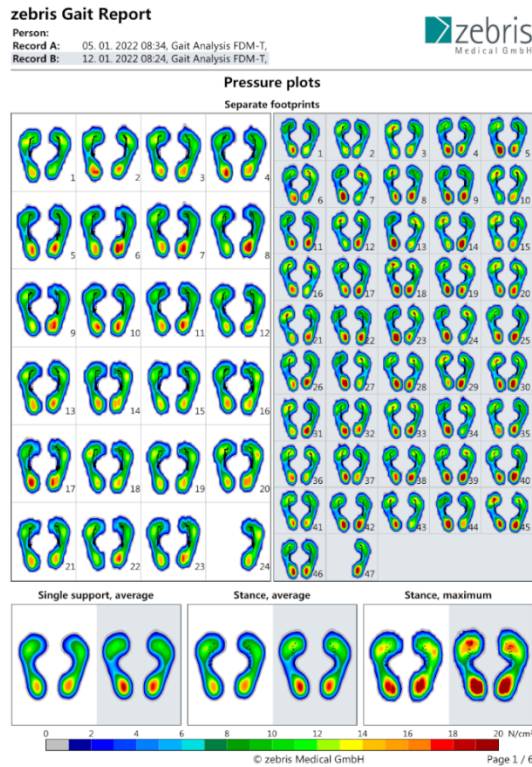 zebris Gait Report
zebris
Medical GmbH
Person:
Record A: 05. 01. 2022 08:34, Gait Analysis FDM-T,
Record B: 12. 01. 2022 08:24, Gait Analysis FDM-T,
Pressure plots
Separate footprints
1 2 3 4
5 6 7 8
9 10 11 12
13 14 15 16
17 18 19 20
21 22 23 24
1 2 3 4 5
6 7 8 9 10
11 12 13 14 15
16 17 18 19 20
21 22 23 24 25
26 27 28 29 30
31 32 33 34 35
36 37 38 39 40
41 42 43 44 45
46 47
Single support, average
Stance, average
Stance, maximum
0 2 4 6 8 10 12 14 16 18 20 N/cm²
© zebris Medical GmbH
Page 1 / 6